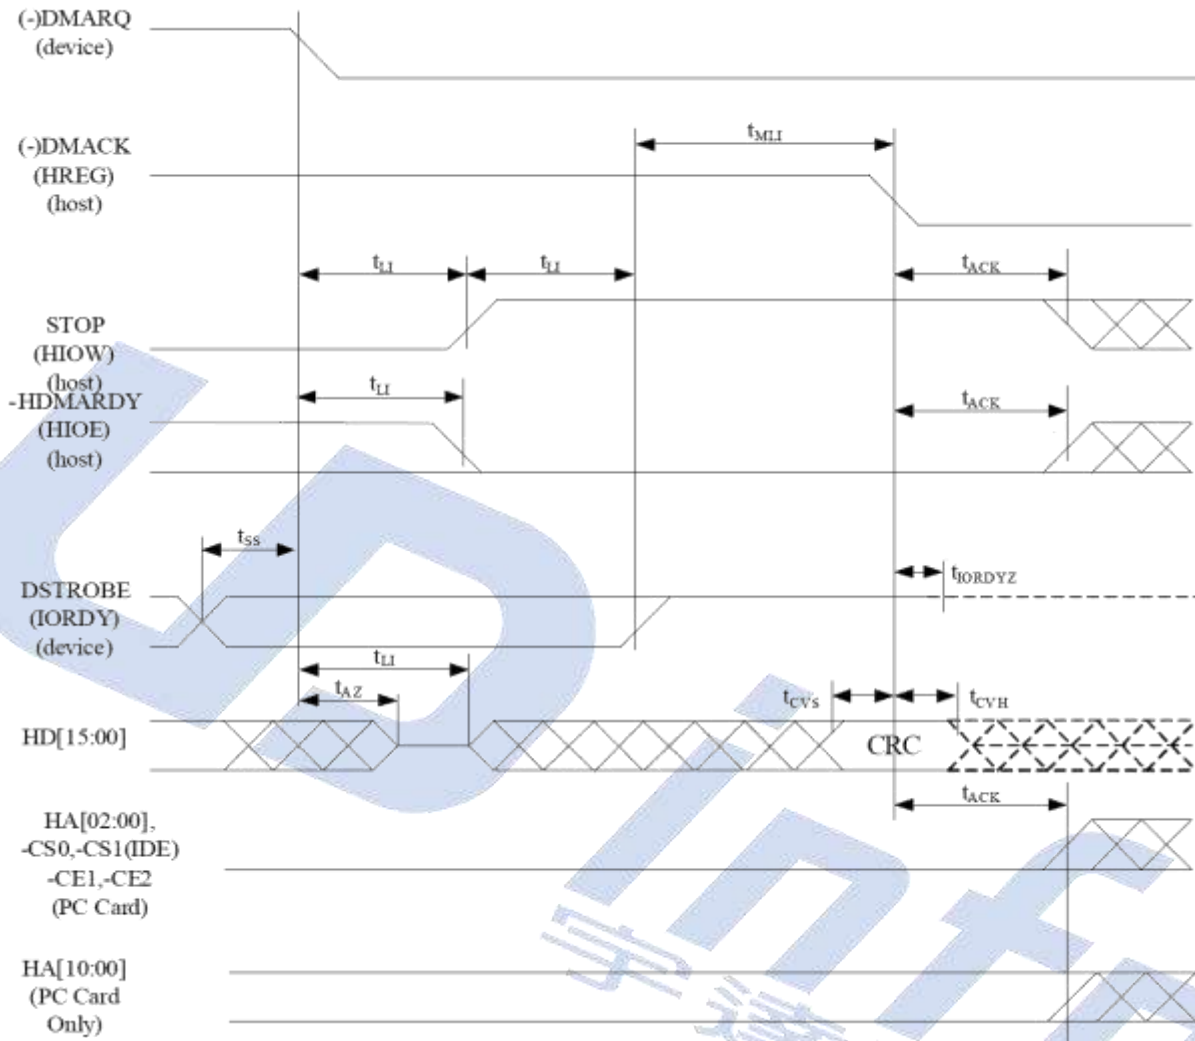 (-)DMARQ
(device)
(-)DMACK
(HREG)
(host)
tMLI
tLI
tLI
tACK
STOP
(HIOW)
(host)
-HDMARDY
(HIOE)
(host)
tLI
tACK
tSS
DSTROBE
(IORDY)
(device)
tIORDYZ
tLI
tAZ
tCVS
tCVH
HD[15:00]
CRC
tACK
HA[02:00],
-CS0,-CS1(IDE)
-CE1,-CE2
(PC Card)
HA[10:00]
(PC Card
Only)